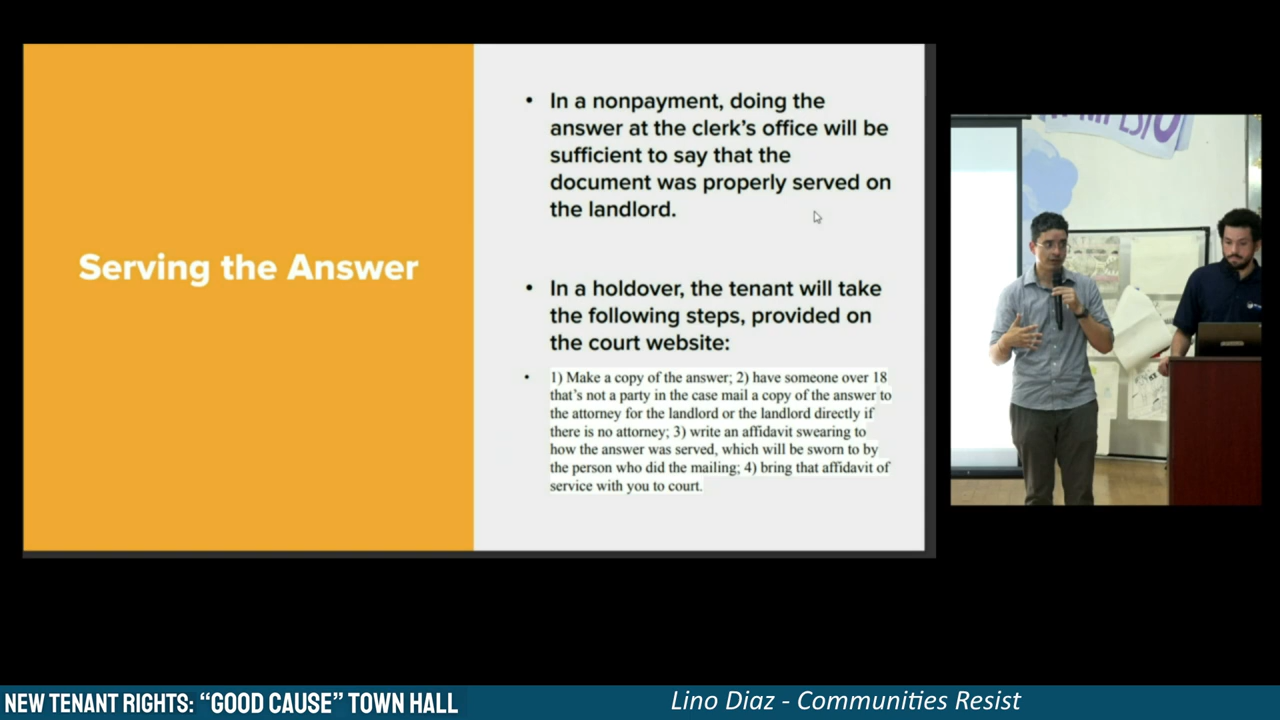 Serving the Answer
• In a nonpayment, doing the
answer at the clerk's office will be
sufficient to say that the
document was properly served on
the landlord.
• In a holdover, the tenant will take
the following steps, provided on
the court website:
• 1) Make a copy of the answer; 2) have someone over 18
that's not a party in the case mail a copy of the answer to
the attorney for the landlord or the landlord directly if
there is no attorney; 3) write an affidavit swearing to
how the answer was served, which will be sworn to by
the person who did the mailing; 4) bring that affidavit of
service with you to court.
NEW TENANT RIGHTS: “GOOD CAUSE” TOWN HALL
Lino Diaz - Communities Resist